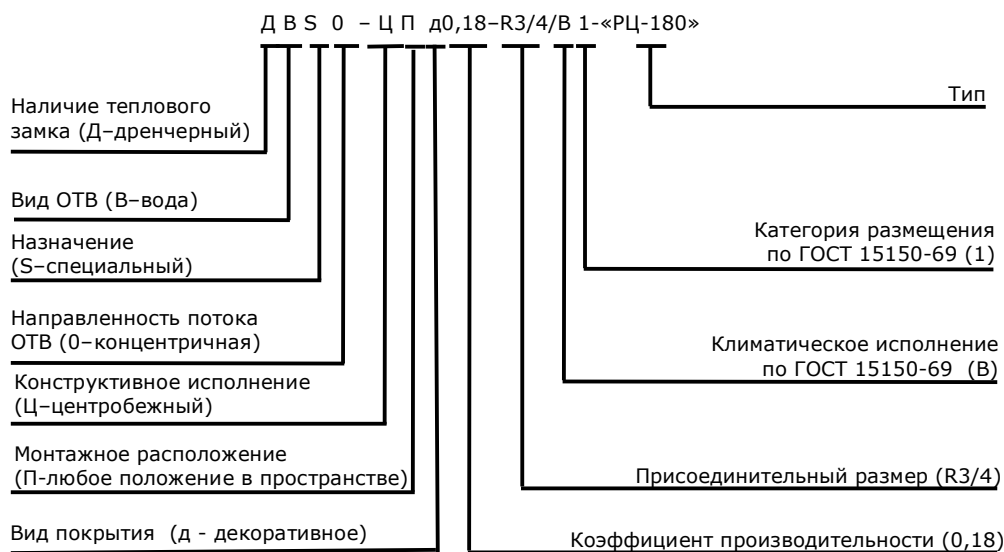 Д В S 0 – Ц П д0,18–R3/4/В 1-«РЦ-180»
Наличие теплового
замка (Д–дренчерный)
Тип
Вид ОТВ (В–вода)
Назначение
(S–специальный)
Категория размещения
по ГОСТ 15150-69 (1)
Направленность потока
ОТВ (0–концентричная)
Климатическое исполнение
по ГОСТ 15150-69 (В)
Конструктивное исполнение
(Ц–центробежный)
Монтажное расположение
(П-любое положение в пространстве)
Присоединительный размер (R3/4)
Вид покрытия (д - декоративное)
Коэффициент производительности (0,18)